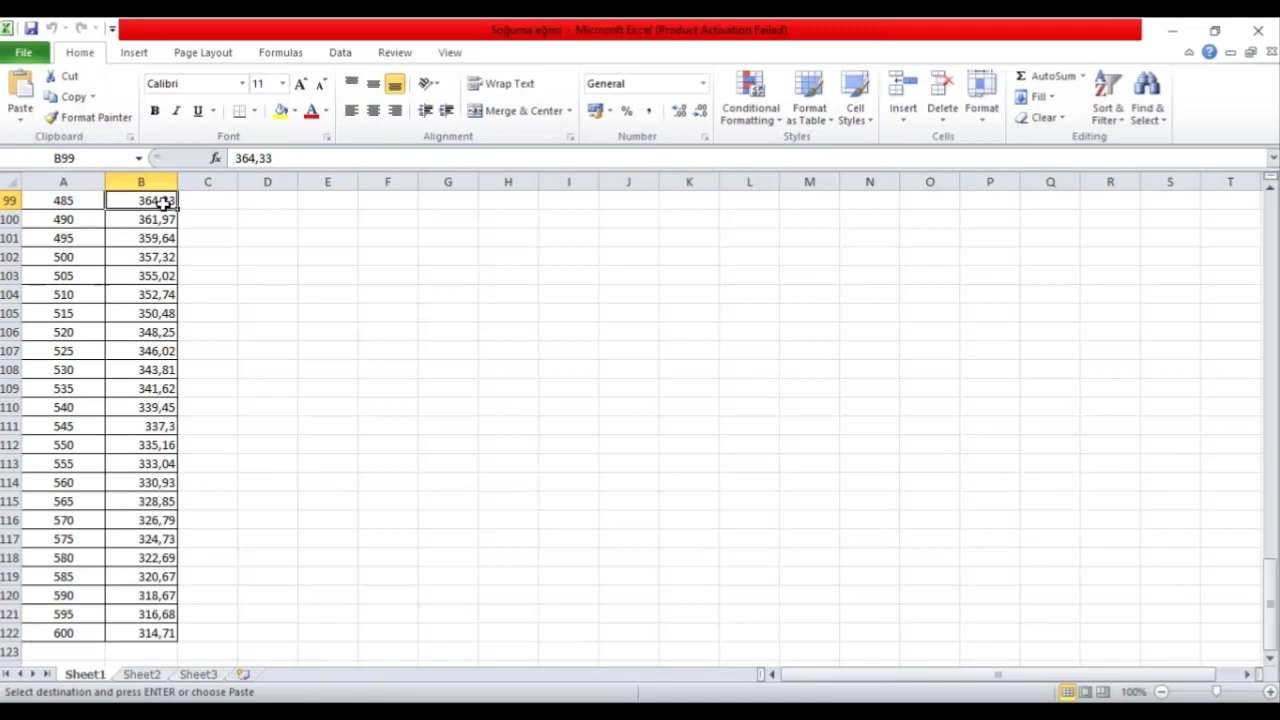 Soğuma eğrisi - Microsoft Excel (Product Activation Failed)
File Home Insert Page Layout Formulas Data Review View
Cut
Copy
Format Painter
Paste
Clipboard
Calibri 11
B I U A
Font
Wrap Text
Merge & Center
Alignment
General
%
Number
Conditional Formatting
Format as Table
Cell Styles
Styles
Insert Delete Format
Cells
Σ AutoSum
Fill
Clear
Sort & Filter
Find & Select
Editing
B99 fx 364,33
A B C D E F G H I J K L M N O P Q R S T
99 485 364,33
100 490 361,97
101 495 359,64
102 500 357,32
103 505 355,02
104 510 352,74
105 515 350,48
106 520 348,25
107 525 346,02
108 530 343,81
109 535 341,62
110 540 339,45
111 545 337,3
112 550 335,16
113 555 333,04
114 560 330,93
115 565 328,85
116 570 326,79
117 575 324,73
118 580 322,69
119 585 320,67
120 590 318,67
121 595 316,68
122 600 314,71
123
Sheet1 Sheet2 Sheet3
Select destination and press ENTER or choose Paste 100%